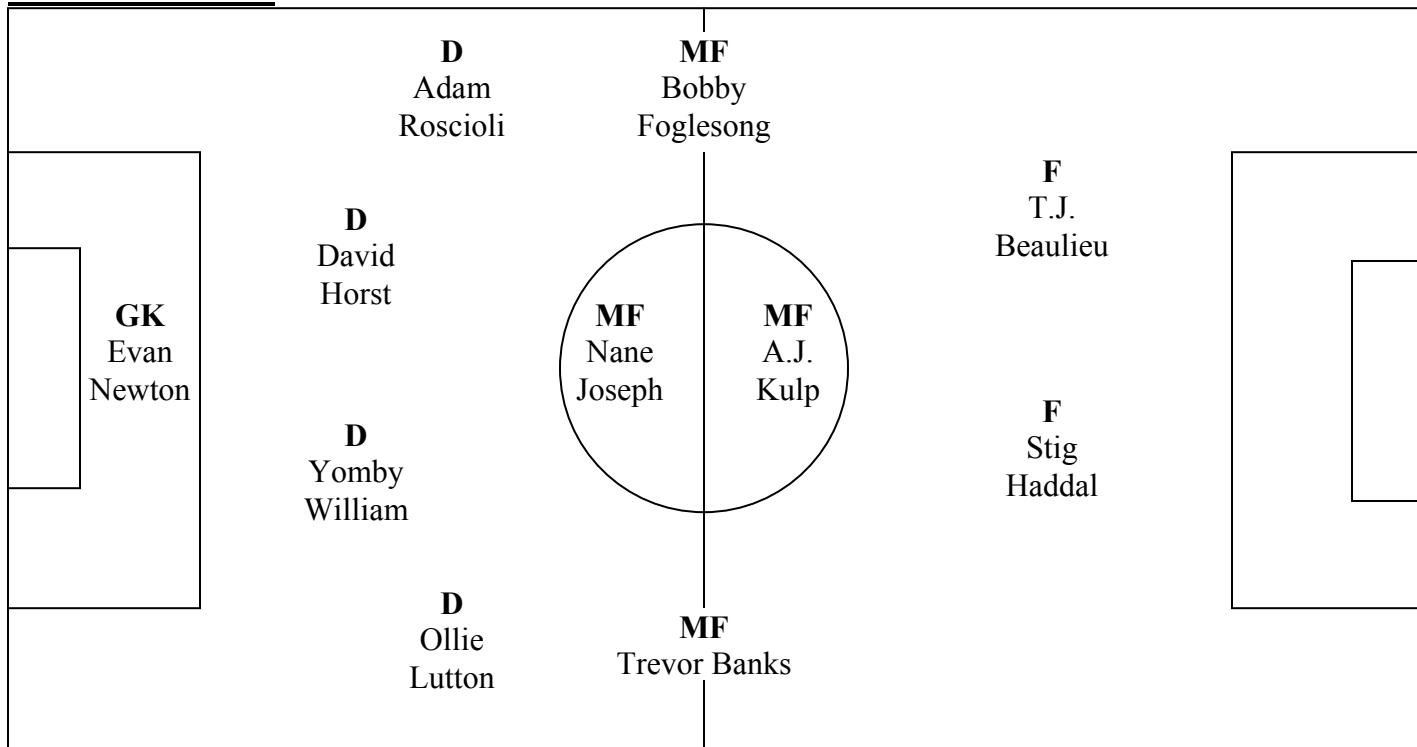 D
Adam
Roscioli
MF
Bobby
Foglesong
F
T.J.
Beaulieu
D
David
Horst
GK
Evan
Newton
MF
Nane
Joseph
MF
A.J.
Kulp
F
Stig
Haddal
D
Yomby
William
D
Ollie
Lutton
MF
Trevor Banks